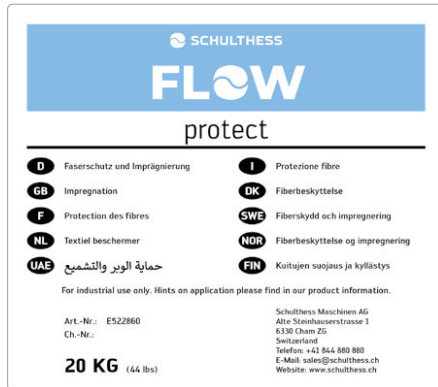 SCHULTHESS
FLOW
protect
D Faserschutz und Imprägnierung
GB Impregnation
F Protection des fibres
NL Textiel beschermer
UAE حماية الوبر والتشميع
I Protezione fibre
DK Fiberbeskyttelse
SWE Fiberskydd och impregnering
NOR Fiberbeskyttelse og impregnering
FIN Kuitujen suojaus ja kyllästys
For industrial use only. Hints on application please find in our product information.
Art.-Nr.: E522860
Ch.-Nr.:
20 KG (44 lbs)
Schulthess Maschinen AG
Alte Steinhauserstrasse 1
6330 Cham ZG
Switzerland
Telefon: +41 844 880 880
E-Mail: sales@schulthess.ch
Website: www.schulthess.ch